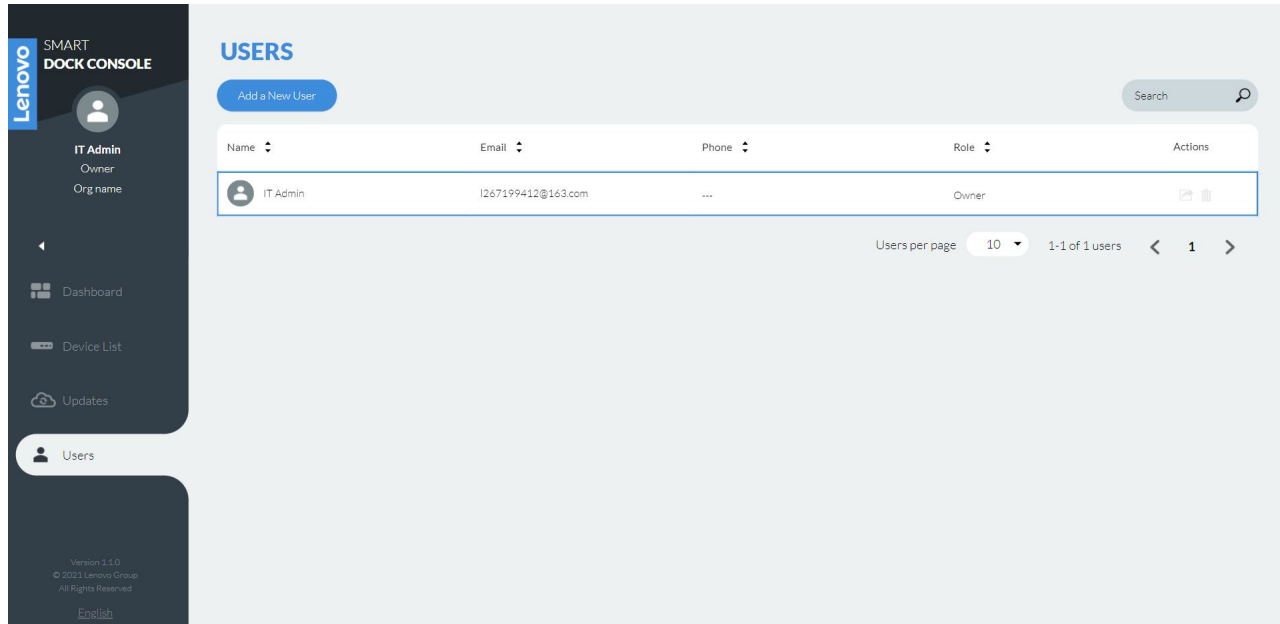 Lenovo
SMART
DOCK CONSOLE
IT Admin
Owner
Org name
Dashboard
Device List
Updates
Users
Version 1.1.0
© 2021 Lenovo Group
All Rights Reserved
English
USERS
Add a New User
Search
Name Email Phone Role Actions
IT Admin l267199412@163.com --- Owner
Users per page 10 1-1 of 1 users 1